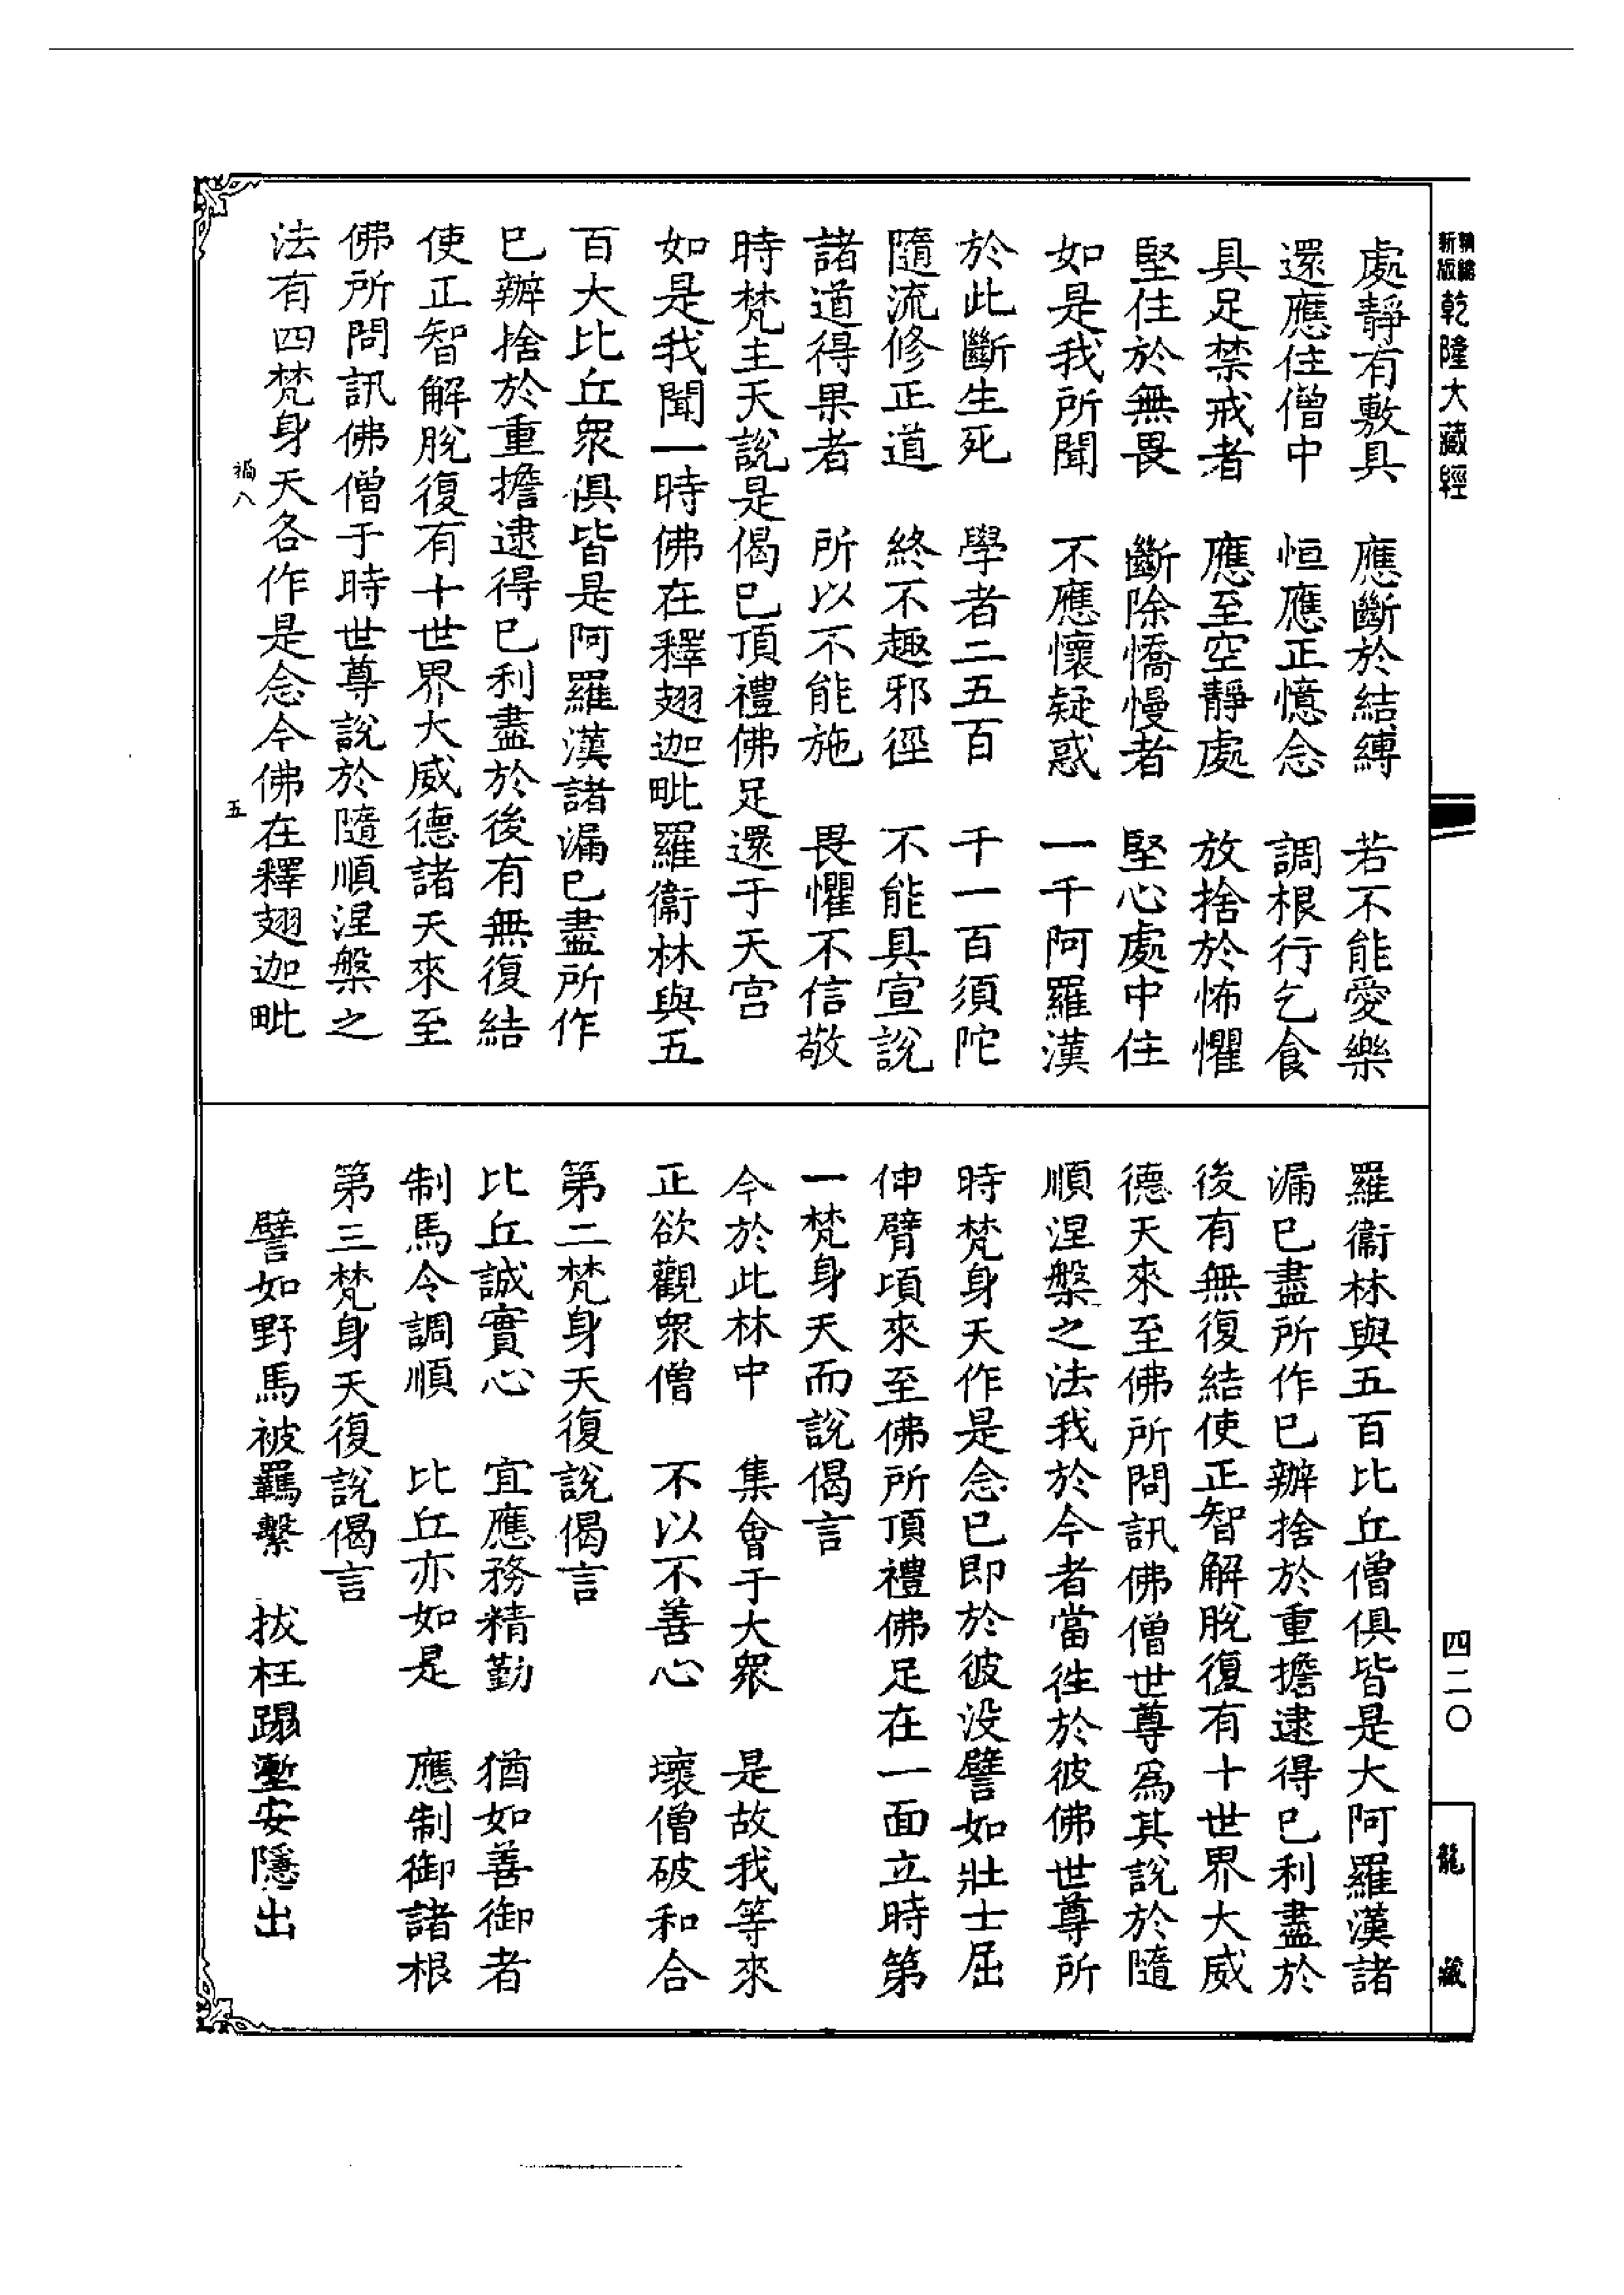 精縮新版乾隆大藏經
四二〇
龍藏
處靜有敷具　應斷於結縛　若不能愛樂
還應住僧中　恒應正憶念　調根行乞食
具足禁戒者　應至空靜處　放捨於怖懼
堅住於無畏　斷除憍慢者　堅心處中住
如是我所聞　不應懷疑惑　一千阿羅漢
於此斷生死　學者二五百　千一百須陀
隨流修正道　終不趣邪徑　不能具宣說
諸道得果者　所以不能施　畏懼不信敬
時梵主天說是偈已頂禮佛足還于天宮
如是我聞一時佛在釋翅迦毗羅衞林與五
百大比丘衆俱皆是阿羅漢諸漏已盡所作
已辦捨於重擔逮得已利盡於後有無復結
使正智解脫復有十世界大威德諸天來至
佛所問訊佛僧于時世尊說於隨順涅槃之
法有四梵身天各作是念今佛在釋翅迦毗
禍八
五
羅衞林與五百比丘僧俱皆是大阿羅漢諸
漏已盡所作已辦捨於重擔逮得已利盡於
後有無復結使正智解脫復有十世界大威
德天來至佛所問訊佛僧世尊爲其說於隨
順涅槃之法我於今者當往於彼佛世尊所
時梵身天作是念已即於彼没譬如壯士屈
伸臂頃來至佛所頂禮佛足在一面立時第
一梵身天而說偈言
今於此林中　集會于大衆　是故我等來
正欲觀衆僧　不以不善心　壞僧破和合
第二梵身天復說偈言
比丘誠實心　宜應務精勤　猶如善御者
制馬令調順　比丘亦如是　應制御諸根
第三梵身天復說偈言
譬如野馬被羈繫　拔杙蹋塹安隱出